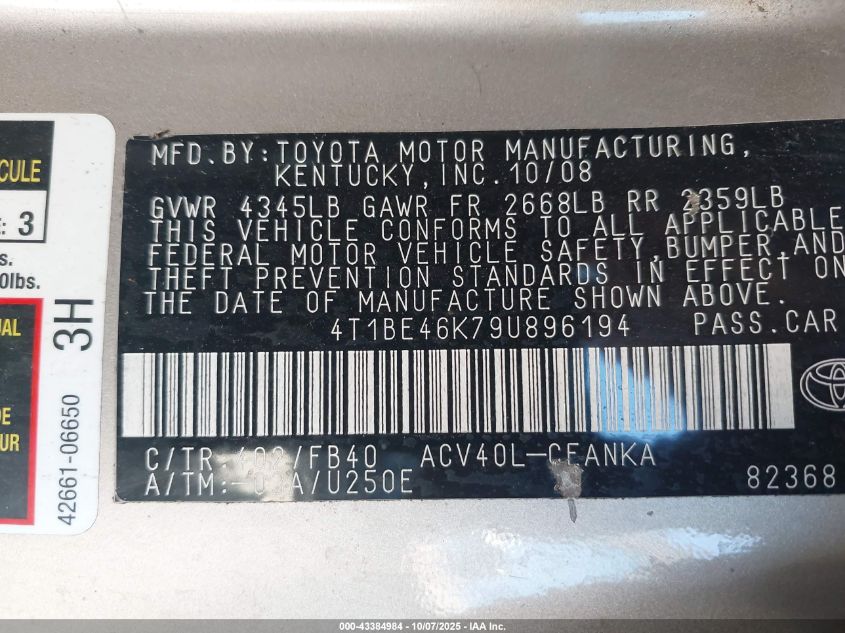 CULE
E: 3
s.
0lbs.
UAL
DE
UR
3H
42661-06650
MFD.BY:TOYOTA MOTOR MANUFACTURING,
KENTUCKY,INC.10/08
GVWR 4345LB GAWR FR 2668LB RR 2359LB
THIS VEHICLE CONFORMS TO ALL APPLICABLE
FEDERAL MOTOR VEHICLE SAFETY,BUMPER,AND
THEFT PREVENTION STANDARDS IN EFFECT ON
THE DATE OF MANUFACTURE SHOWN ABOVE.
4T1BE46K79U896194 PASS.CAR
C/TR: /FB40 ACV40L-CEANKA
A/TM: /U250E 82368
000-43384984 | 10/07/2025 | IAA Inc. Copyright